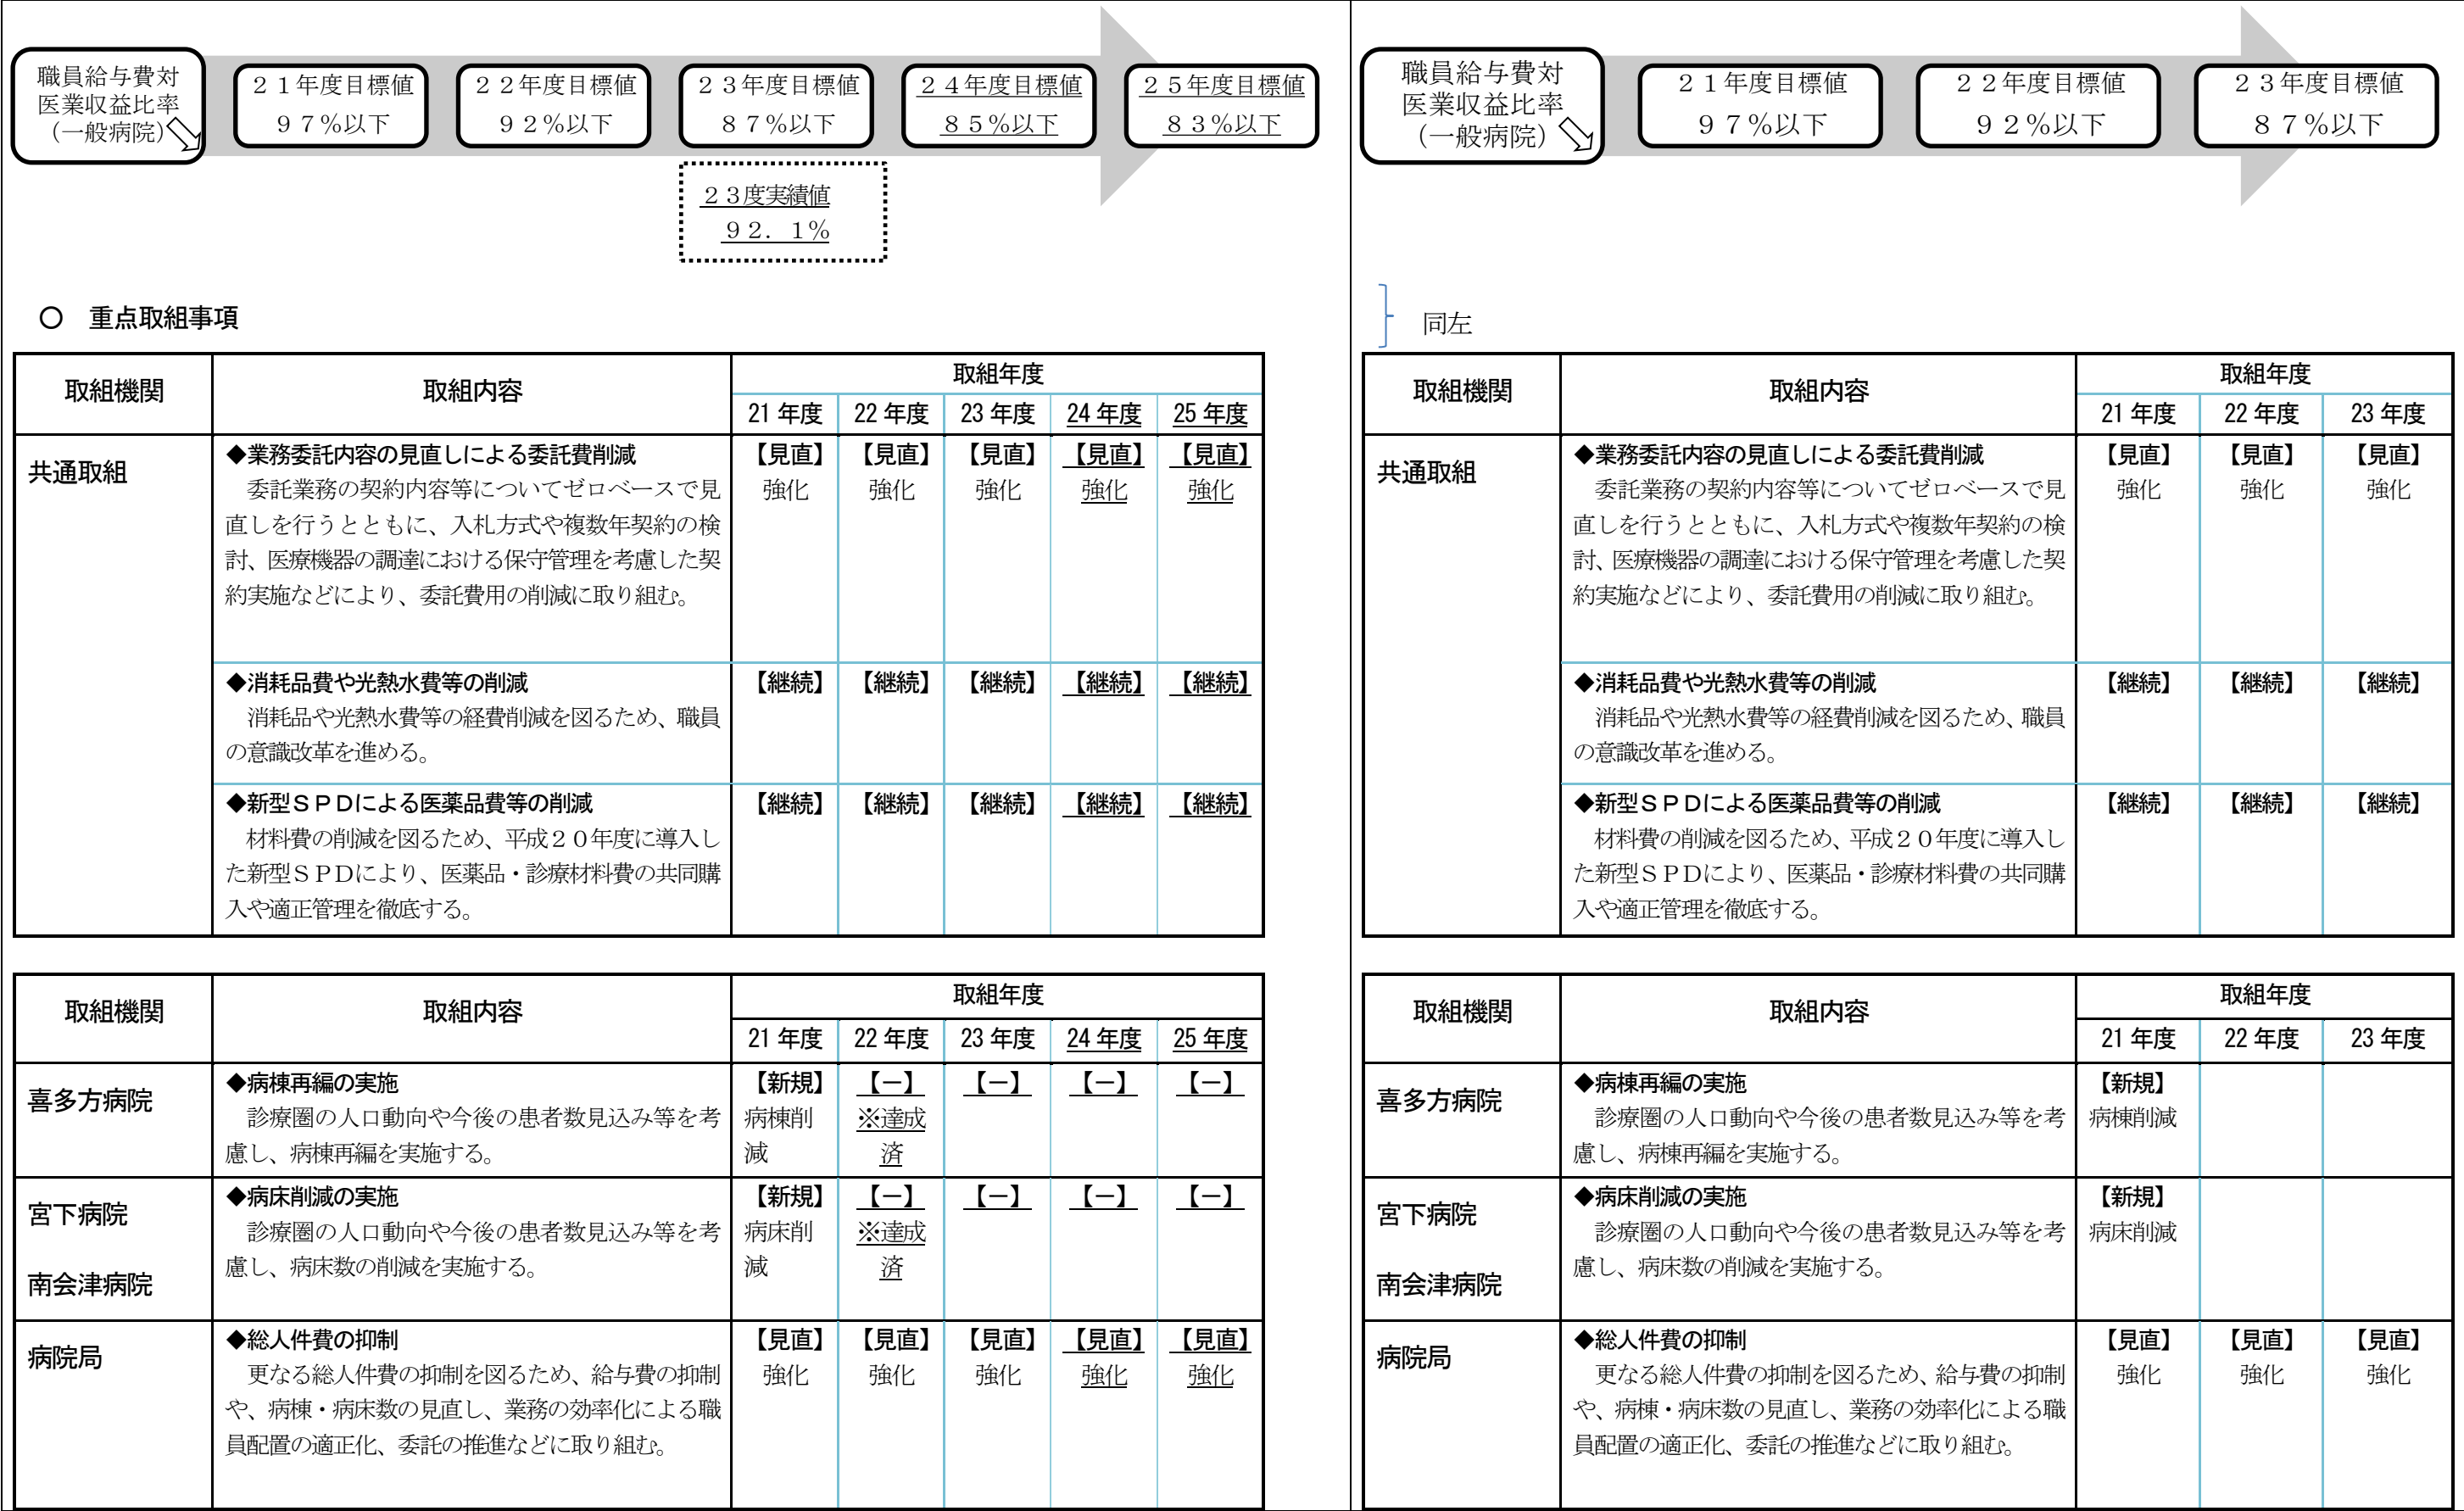 職員給与費対
医業収益比率
（一般病院）
２１年度目標値
９７％以下
２２年度目標値
９２％以下
２３年度目標値
８７％以下
２４年度目標値
８５％以下
２５年度目標値
８３％以下
２３度実績値
９２．１％
○　重点取組事項
取組機関
取組内容
取組年度
21 年度
22 年度
23 年度
24 年度
25 年度
共通取組
◆業務委託内容の見直しによる委託費削減
委託業務の契約内容等についてゼロベースで見
直しを行うとともに、入札方式や複数年契約の検
討、医療機器の調達における保守管理を考慮した契
約実施などにより、委託費用の削減に取り組む。
【見直】
強化
【見直】
強化
【見直】
強化
【見直】
強化
【見直】
強化
◆消耗品費や光熱水費等の削減
消耗品や光熱水費等の経費削減を図るため、職員
の意識改革を進める。
【継続】
【継続】
【継続】
【継続】
【継続】
◆新型ＳＰＤによる医薬品費等の削減
材料費の削減を図るため、平成２０年度に導入し
た新型ＳＰＤにより、医薬品・診療材料費の共同購
入や適正管理を徹底する。
【継続】
【継続】
【継続】
【継続】
【継続】
取組機関
取組内容
取組年度
21 年度
22 年度
23 年度
24 年度
25 年度
喜多方病院
◆病棟再編の実施
診療圏の人口動向や今後の患者数見込み等を考
慮し、病棟再編を実施する。
【新規】
病棟削
減
【－】
※達成
済
【－】
【－】
【－】
宮下病院
南会津病院
◆病床削減の実施
診療圏の人口動向や今後の患者数見込み等を考
慮し、病床数の削減を実施する。
【新規】
病床削
減
【－】
※達成
済
【－】
【－】
【－】
病院局
◆総人件費の抑制
更なる総人件費の抑制を図るため、給与費の抑制
や、病棟・病床数の見直し、業務の効率化による職
員配置の適正化、委託の推進などに取り組む。
【見直】
強化
【見直】
強化
【見直】
強化
【見直】
強化
【見直】
強化
職員給与費対
医業収益比率
（一般病院）
２１年度目標値
９７％以下
２２年度目標値
９２％以下
２３年度目標値
８７％以下
同左
取組機関
取組内容
取組年度
21 年度
22 年度
23 年度
共通取組
◆業務委託内容の見直しによる委託費削減
委託業務の契約内容等についてゼロベースで見
直しを行うとともに、入札方式や複数年契約の検
討、医療機器の調達における保守管理を考慮した契
約実施などにより、委託費用の削減に取り組む。
【見直】
強化
【見直】
強化
【見直】
強化
◆消耗品費や光熱水費等の削減
消耗品や光熱水費等の経費削減を図るため、職員
の意識改革を進める。
【継続】
【継続】
【継続】
◆新型ＳＰＤによる医薬品費等の削減
材料費の削減を図るため、平成２０年度に導入し
た新型ＳＰＤにより、医薬品・診療材料費の共同購
入や適正管理を徹底する。
【継続】
【継続】
【継続】
取組機関
取組内容
取組年度
21 年度
22 年度
23 年度
喜多方病院
◆病棟再編の実施
診療圏の人口動向や今後の患者数見込み等を考
慮し、病棟再編を実施する。
【新規】
病棟削減
宮下病院
南会津病院
◆病床削減の実施
診療圏の人口動向や今後の患者数見込み等を考
慮し、病床数の削減を実施する。
【新規】
病床削減
病院局
◆総人件費の抑制
更なる総人件費の抑制を図るため、給与費の抑制
や、病棟・病床数の見直し、業務の効率化による職
員配置の適正化、委託の推進などに取り組む。
【見直】
強化
【見直】
強化
【見直】
強化